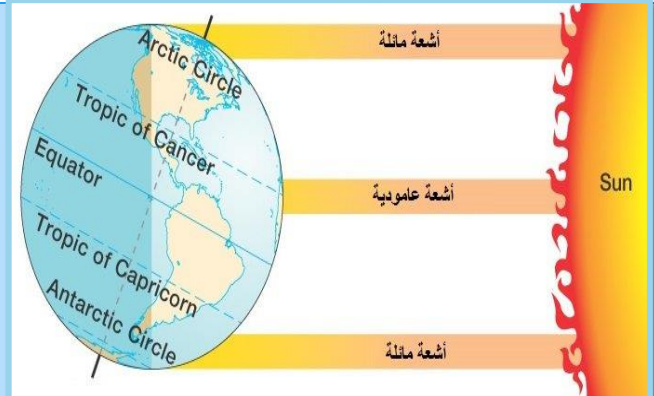 أشعة مائلة
Arctic Circle
Tropic of Cancer
Equator
أشعة عامودية
Sun
Tropic of Capricorn
Antarctic Circle
أشعة مائلة